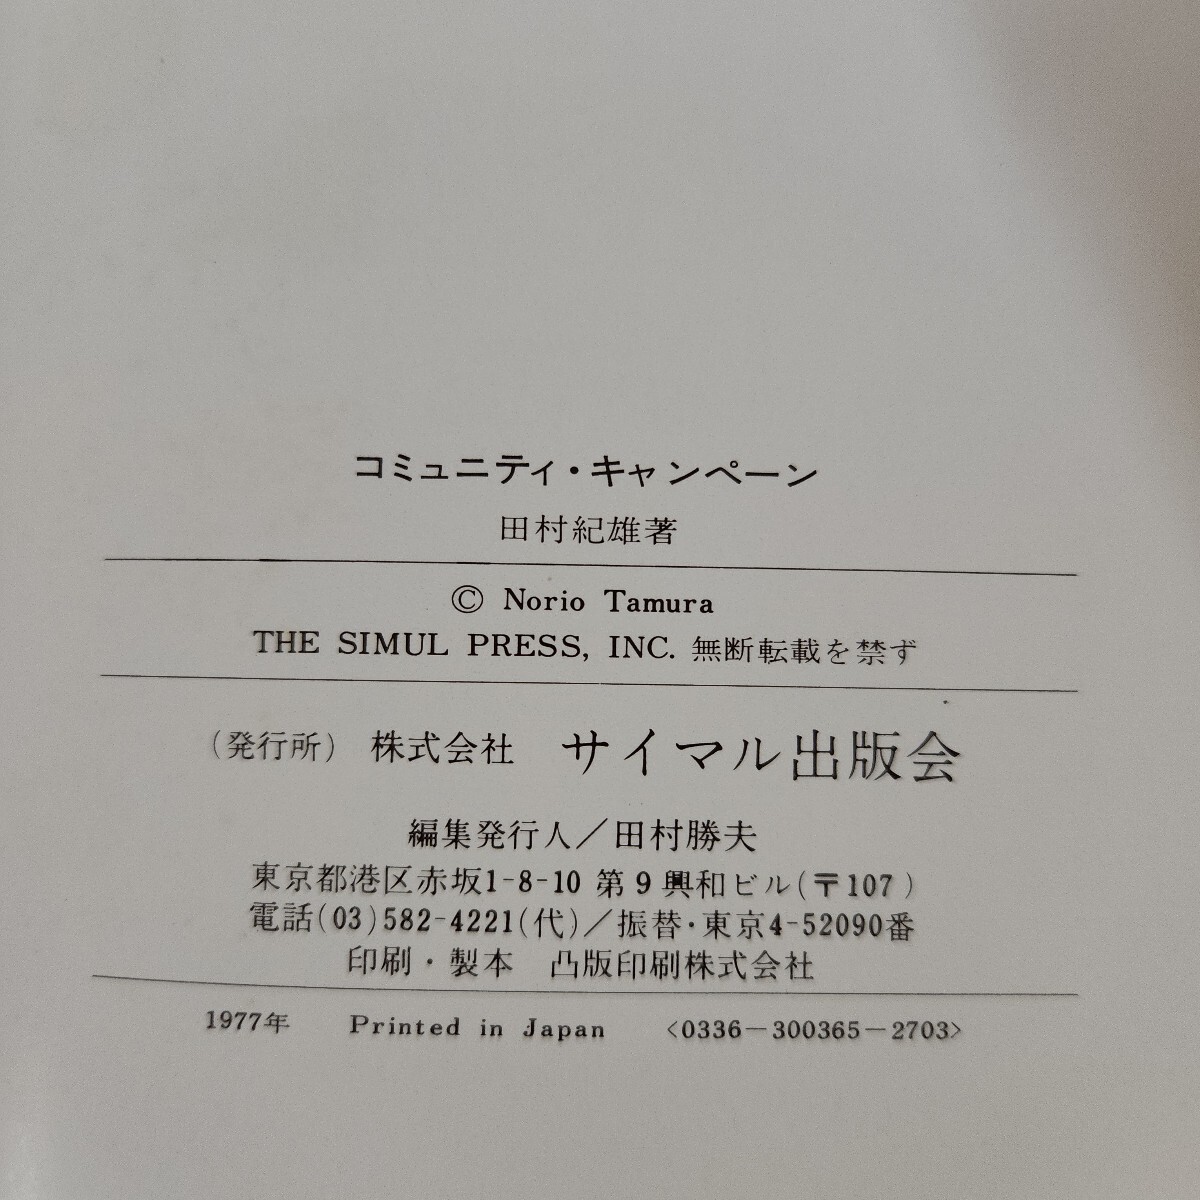 コミュニティ・キャンペーン
田村紀雄著
© Norio Tamura
THE SIMUL PRESS, INC. 無断転載を禁ず
（発行所） 株式会社 サイマル出版会
編集発行人／田村勝夫
東京都港区赤坂1-8-10 第9興和ビル(〒107)
電話(03)582-4221(代)／振替・東京4-52090番
印刷・製本 凸版印刷株式会社
1977年 Printed in Japan <0336-300365-2703>